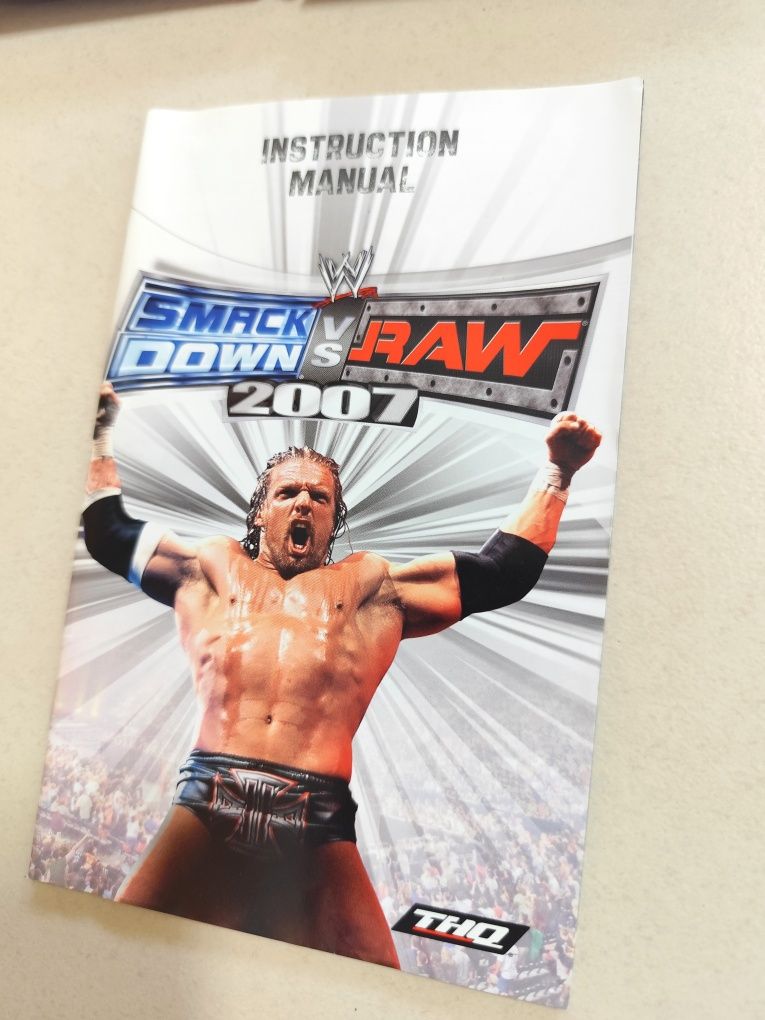 INSTRUCTION
MANUAL
W
SMACK
DOWN
VS
RAW
2007
THQ